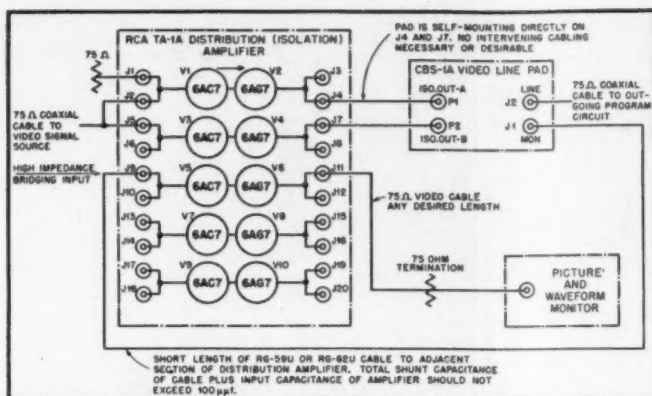 RCA TA-1A DISTRIBUTION (ISOLATION)
AMPLIFIER
PAD IS SELF-MOUNTING DIRECTLY ON
J4 AND J7. NO INTERVENING CABLING
NECESSARY OR DESIRABLE
CBS-1A VIDEO LINE PAD
75 Ω
J1
V1
V2
J3
J2
6AC7
6AG7
J4
ISO.OUT-A
P1
LINE
J2
75 Ω COAXIAL
CABLE TO OUT-
GOING PROGRAM
CIRCUIT
75 Ω COAXIAL
CABLE TO
VIDEO SIGNAL
SOURCE
J5
V3
V4
J7
J6
6AC7
6AG7
J8
P2
ISO.OUT-B
J1
MON
HIGH IMPEDANCE
BRIDGING INPUT
J9
V5
V6
J11
J10
6AC7
6AG7
J12
75 Ω VIDEO CABLE
ANY DESIRED LENGTH
J13
V7
V8
J15
J14
6AC7
6AG7
J16
75 OHM
TERMINATION
J17
V9
V10
J19
J18
6AC7
6AG7
J20
PICTURE
AND
WAVEFORM
MONITOR
SHORT LENGTH OF RG-59U OR RG-62U CABLE TO ADJACENT
SECTION OF DISTRIBUTION AMPLIFIER. TOTAL SHUNT CAPACITANCE
OF CABLE PLUS INPUT CAPACITANCE OF AMPLIFIER SHOULD NOT
EXCEED 100 μμf.